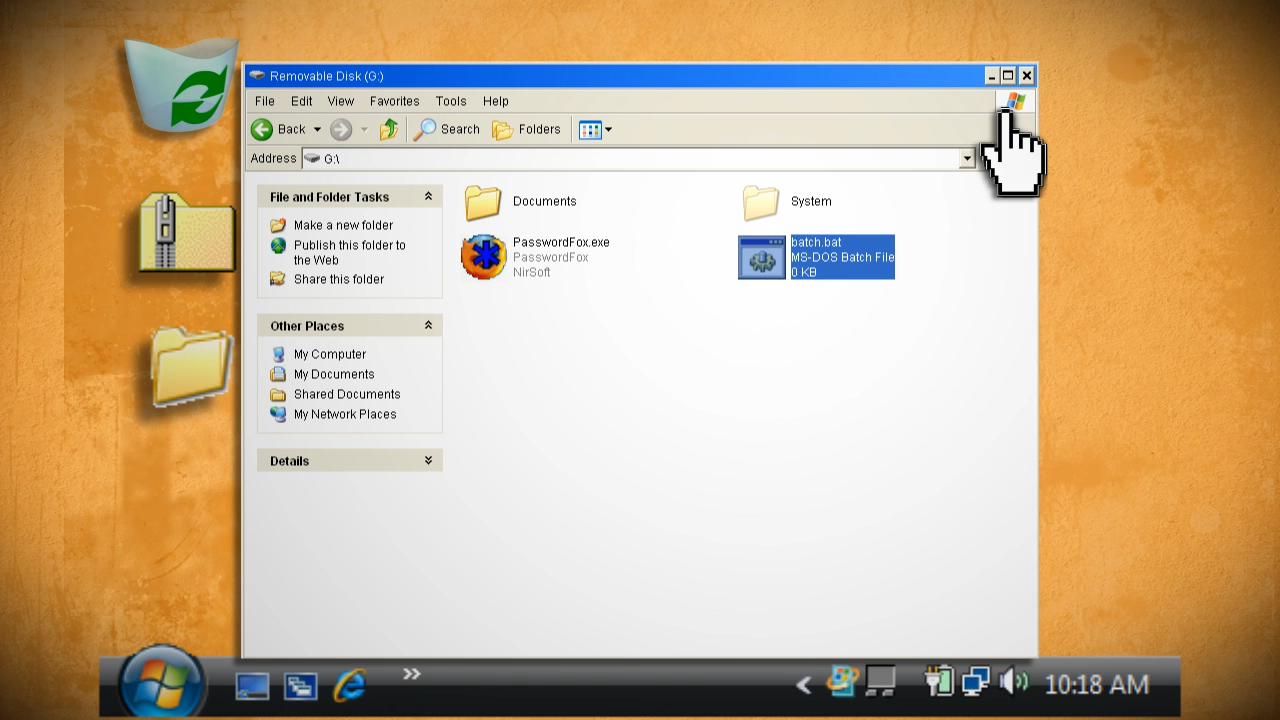 Removable Disk (G:)
File Edit View Favorites Tools Help
Back Search Folders
Address G:\
File and Folder Tasks
Make a new folder
Publish this folder to
the Web
Share this folder
Other Places
My Computer
My Documents
Shared Documents
My Network Places
Details
Documents
System
PasswordFox.exe
PasswordFox
NirSoft
batch.bat
MS-DOS Batch File
0 KB
10:18 AM